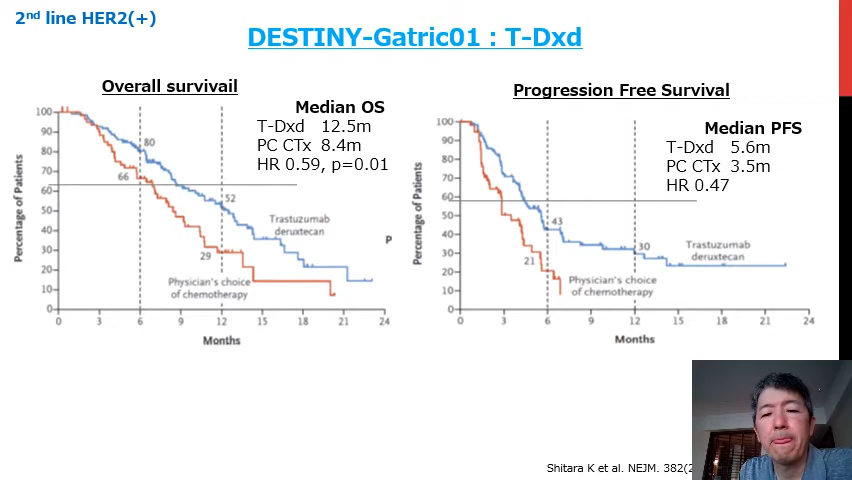 2nd line HER2(+)
DESTINY-Gatric01 : T-Dxd
Overall survivail
Median OS
T-Dxd 12.5m
PC CTx 8.4m
HR 0.59, p=0.01
Percentage of Patients
100
90
80
70
60
50
40
30
20
10
0
80
66
52
29
Trastuzumab
deruxtecan
Physician's choice
of chemotherapy
0 3 6 9 12 15 18 21 24
Months
P
Progression Free Survival
Median PFS
T-Dxd 5.6m
PC CTx 3.5m
HR 0.47
Percentage of Patients
100
90
80
70
60
50
40
30
20
10
0
43
21
30
Trastuzumab
deruxtecan
Physician's choice
of chemotherapy
0 3 6 9 12 15 18 21 24
Months
Shitara K et al. NEJM. 382(2